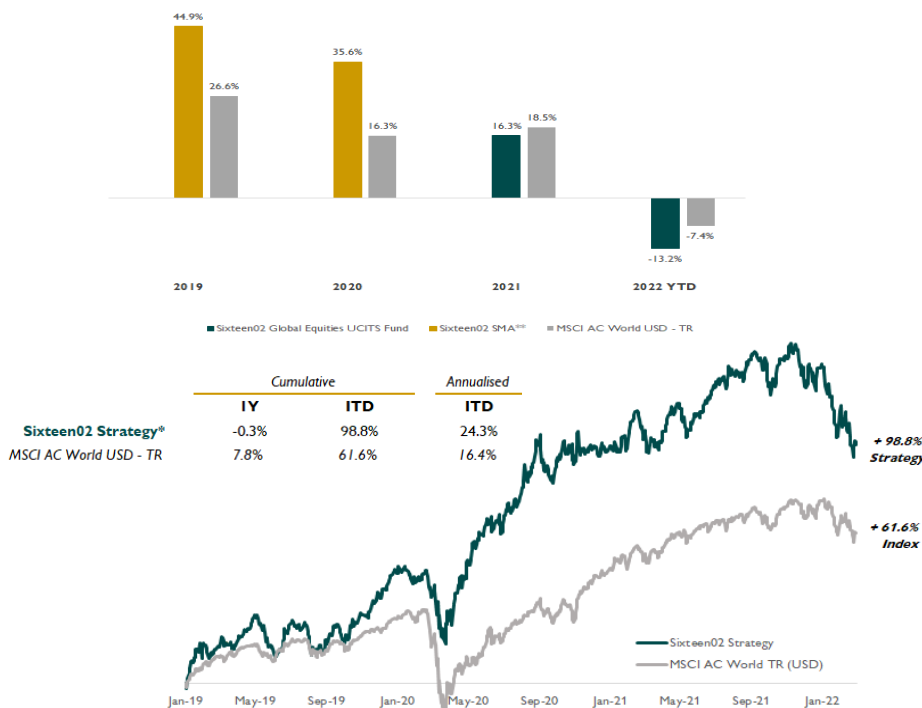 44.9%
35.6%
26.6%
16.3%
16.3%
18.5%
-7.4%
-13.2%
2019 2020 2021 2022 YTD
Sixteen02 Global Equities UCITS Fund Sixteen02 SMA** MSCI AC World USD - TR
Cumulative Annualised
1Y ITD ITD
Sixteen02 Strategy* -0.3% 98.8% 24.3%
MSCI AC World USD - TR 7.8% 61.6% 16.4%
+ 98.8%
Strategy
+ 61.6%
Index
Sixteen02 Strategy
MSCI AC World TR (USD)
Jan-19 May-19 Sep-19 Jan-20 May-20 Sep-20 Jan-21 May-21 Sep-21 Jan-22